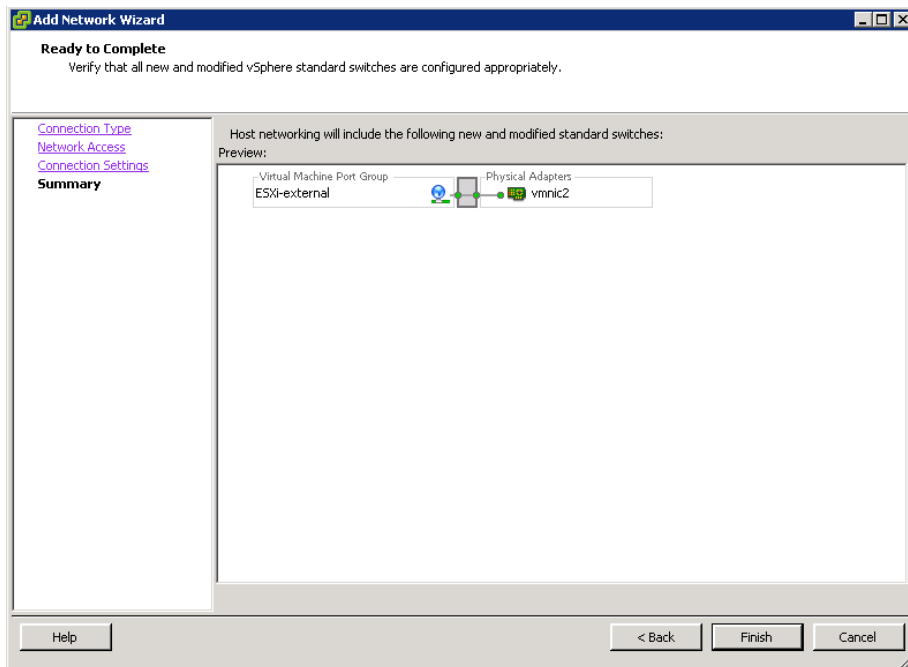 Add Network Wizard
Ready to Complete
Verify that all new and modified vSphere standard switches are configured appropriately.
Connection Type
Network Access
Connection Settings
Summary
Host networking will include the following new and modified standard switches:
Preview:
Virtual Machine Port Group
Physical Adapters
ESXi-external
vmnic2
Help
< Back
Finish
Cancel